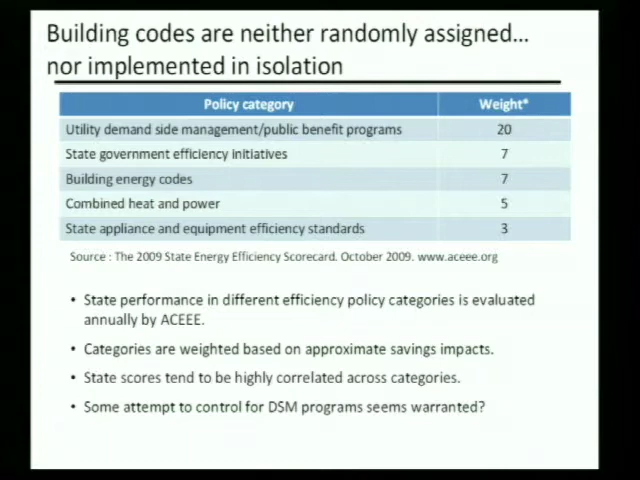 Building codes are neither randomly assigned...
nor implemented in isolation
Policy category Weight*
Utility demand side management/public benefit programs 20
State government efficiency initiatives 7
Building energy codes 7
Combined heat and power 5
State appliance and equipment efficiency standards 3
Source : The 2009 State Energy Efficiency Scorecard. October 2009. www.aceee.org
• State performance in different efficiency policy categories is evaluated
annually by ACEEE.
• Categories are weighted based on approximate savings impacts.
• State scores tend to be highly correlated across categories.
• Some attempt to control for DSM programs seems warranted?